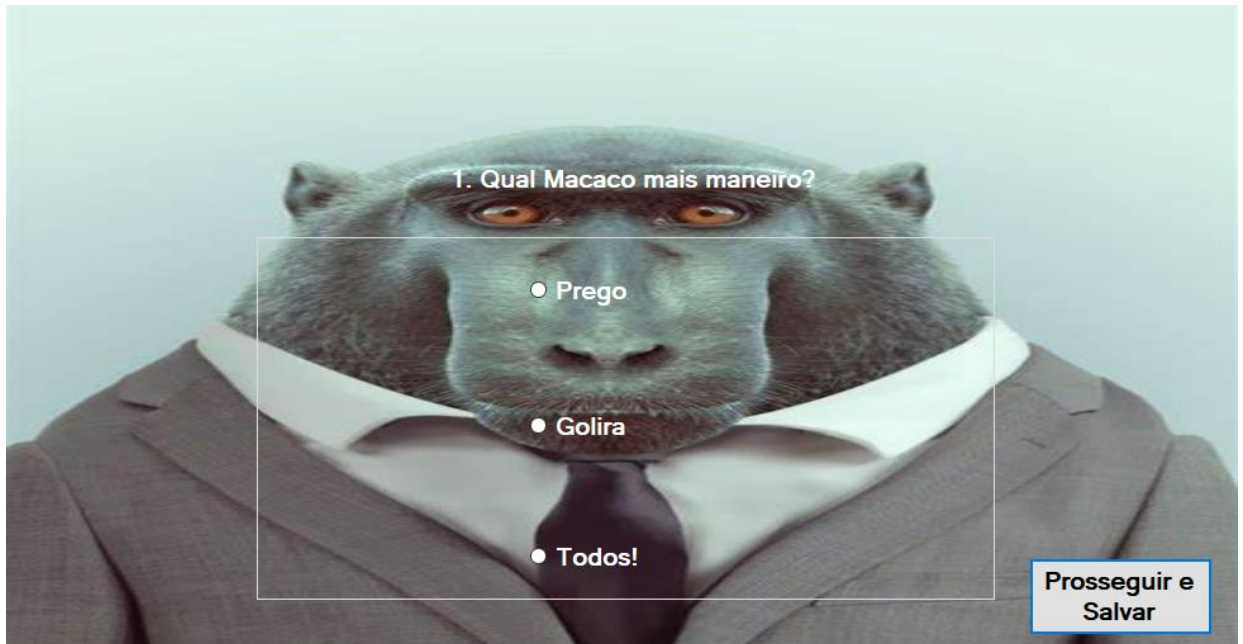 1. Qual Macaco mais maneiro?
Prego
Golira
Todos!
Prosseguir e
Salvar